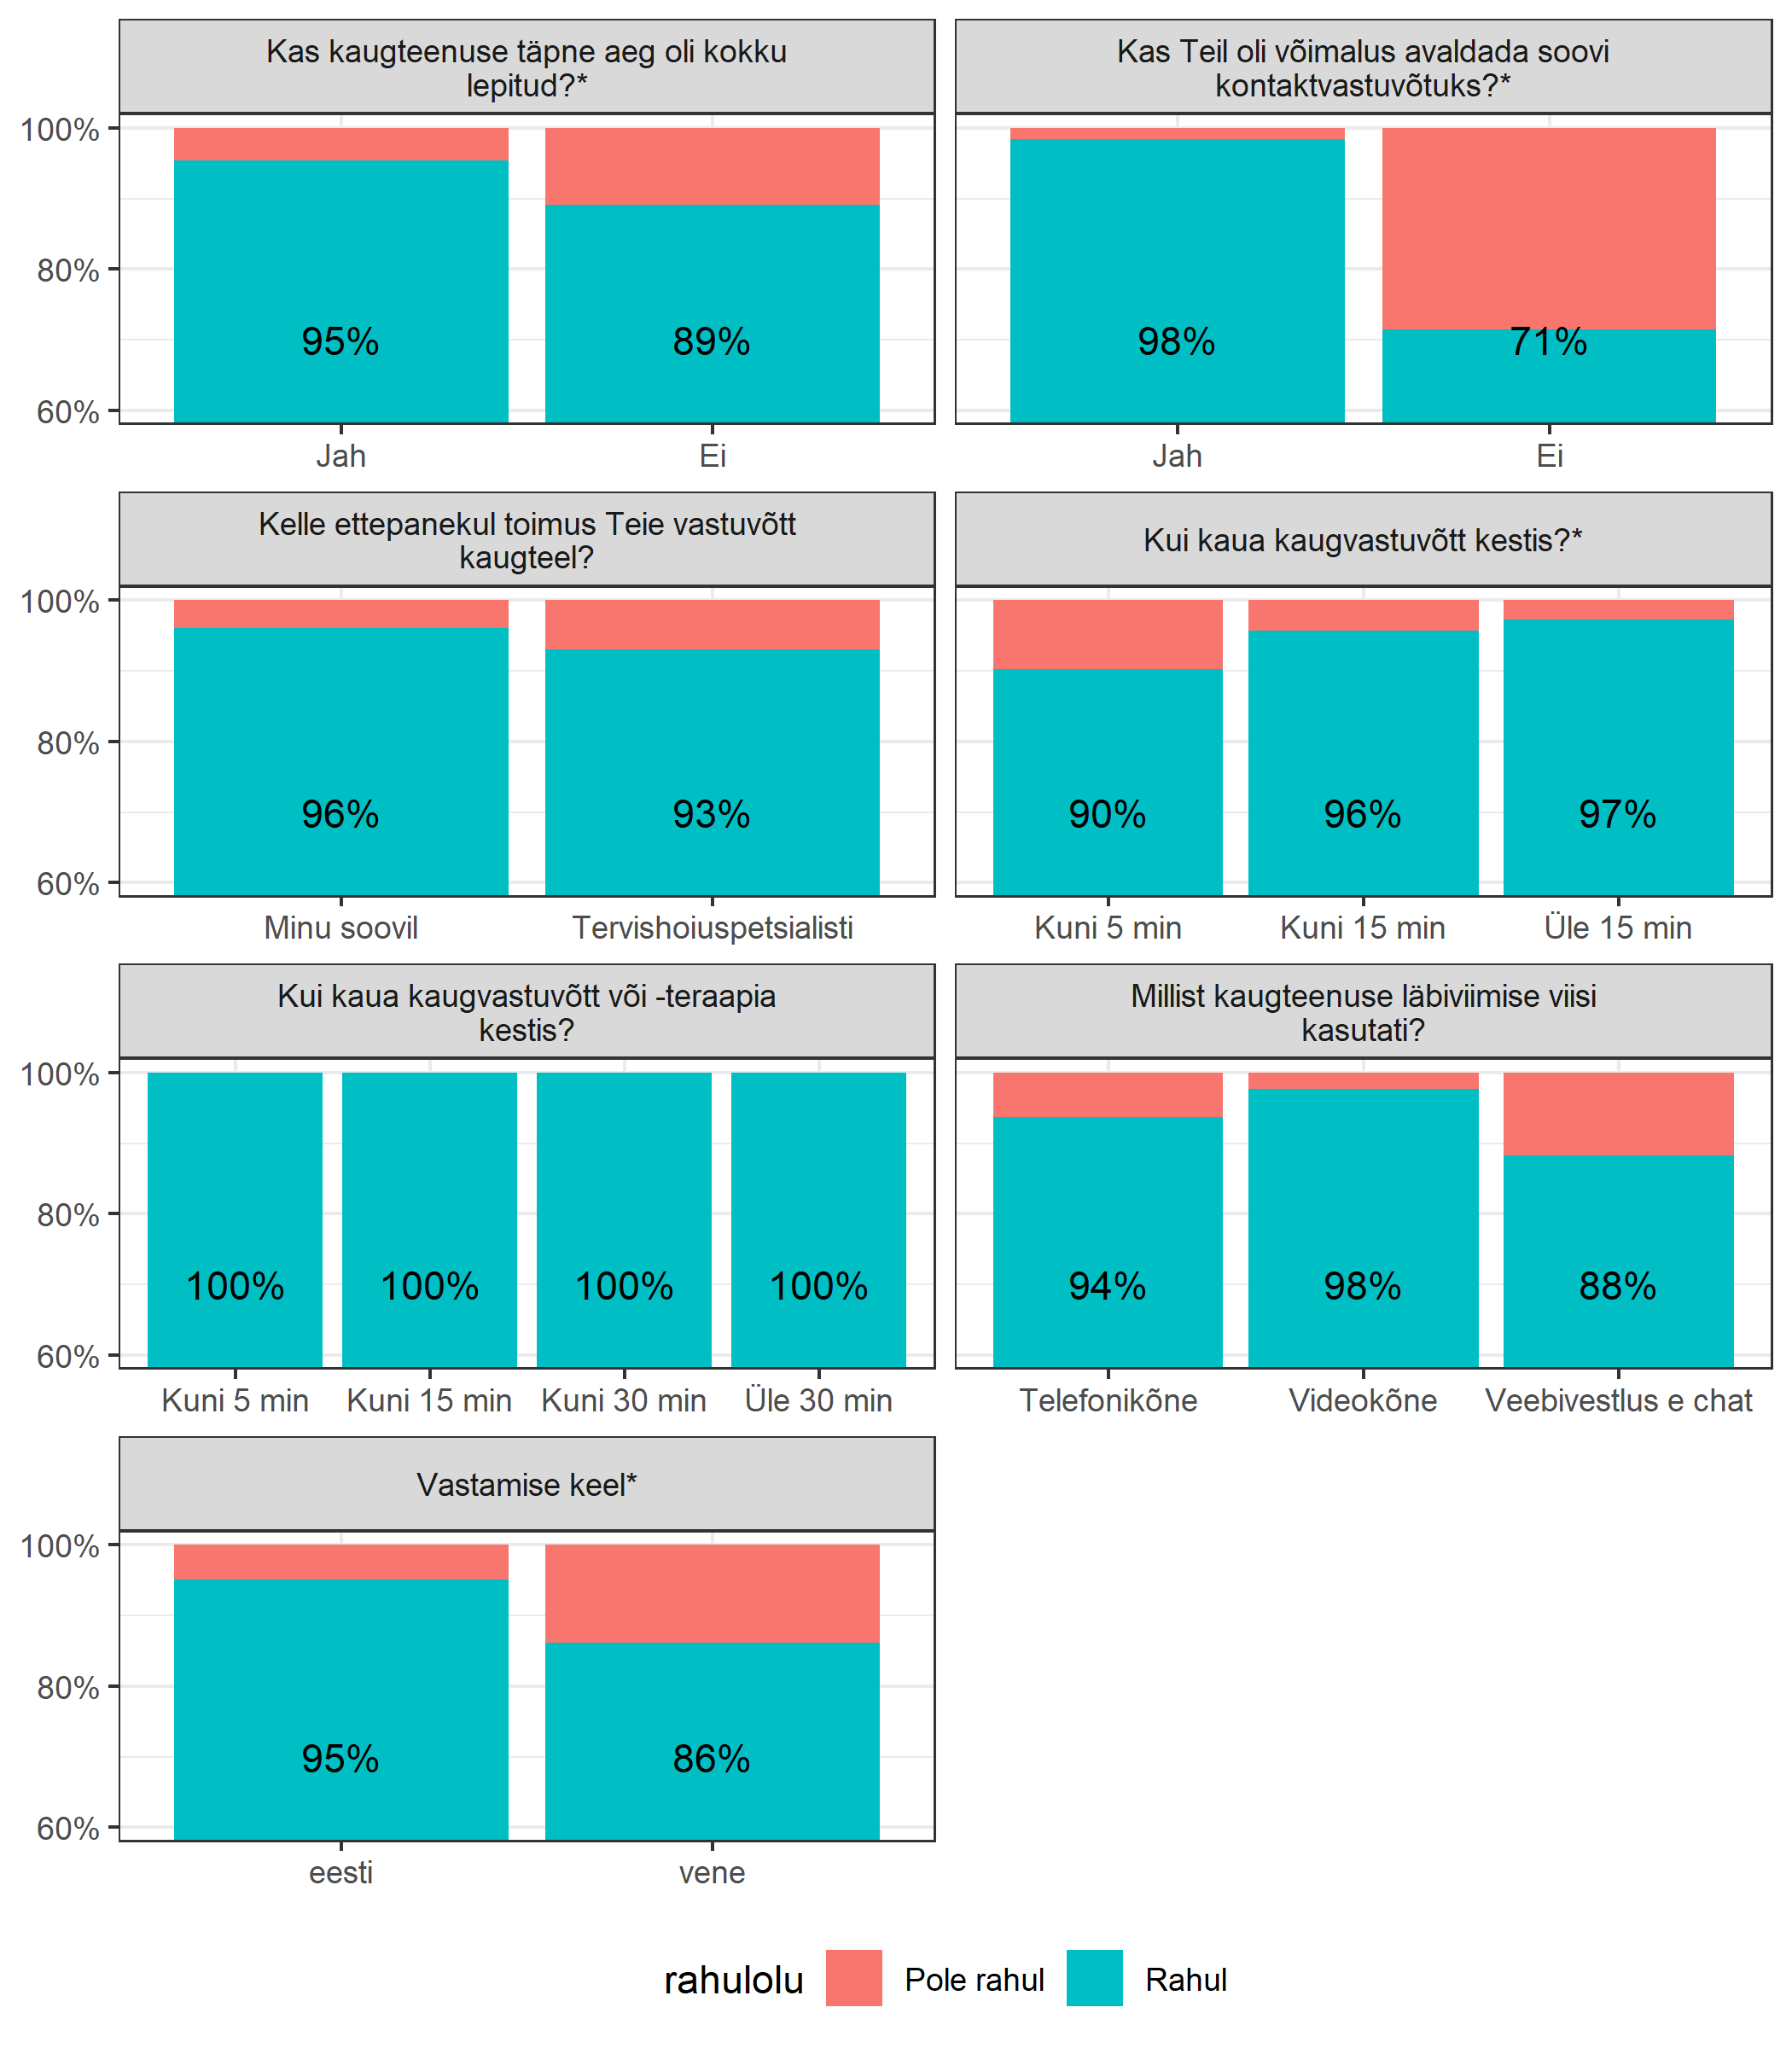 Kas kaugteenuse täpne aeg oli kokku
lepitud?*
Kas Teil oli võimalus avaldada soovi
kontaktvastuvõtuks?*
100%
80%
60%
95%
89%
98%
71%
Jah
Ei
Jah
Ei
Kelle ettepanekul toimus Teie vastuvõtt
kaugteel?
Kui kaua kaugvastuvõtt kestis?*
100%
80%
60%
96%
93%
90%
96%
97%
Minu soovil
Tervishoiuspetsialisti
Kuni 5 min
Kuni 15 min
Üle 15 min
Kui kaua kaugvastuvõtt või -teraapia
kestis?
Millist kaugteenuse läbiviimise viisi
kasutati?
100%
80%
60%
100%
100%
100%
100%
94%
98%
88%
Kuni 5 min
Kuni 15 min
Kuni 30 min
Üle 30 min
Telefonikõne
Videokõne
Veebivestlus e chat
Vastamise keel*
100%
80%
60%
95%
86%
eesti
vene
rahulolu
Pole rahul
Rahul